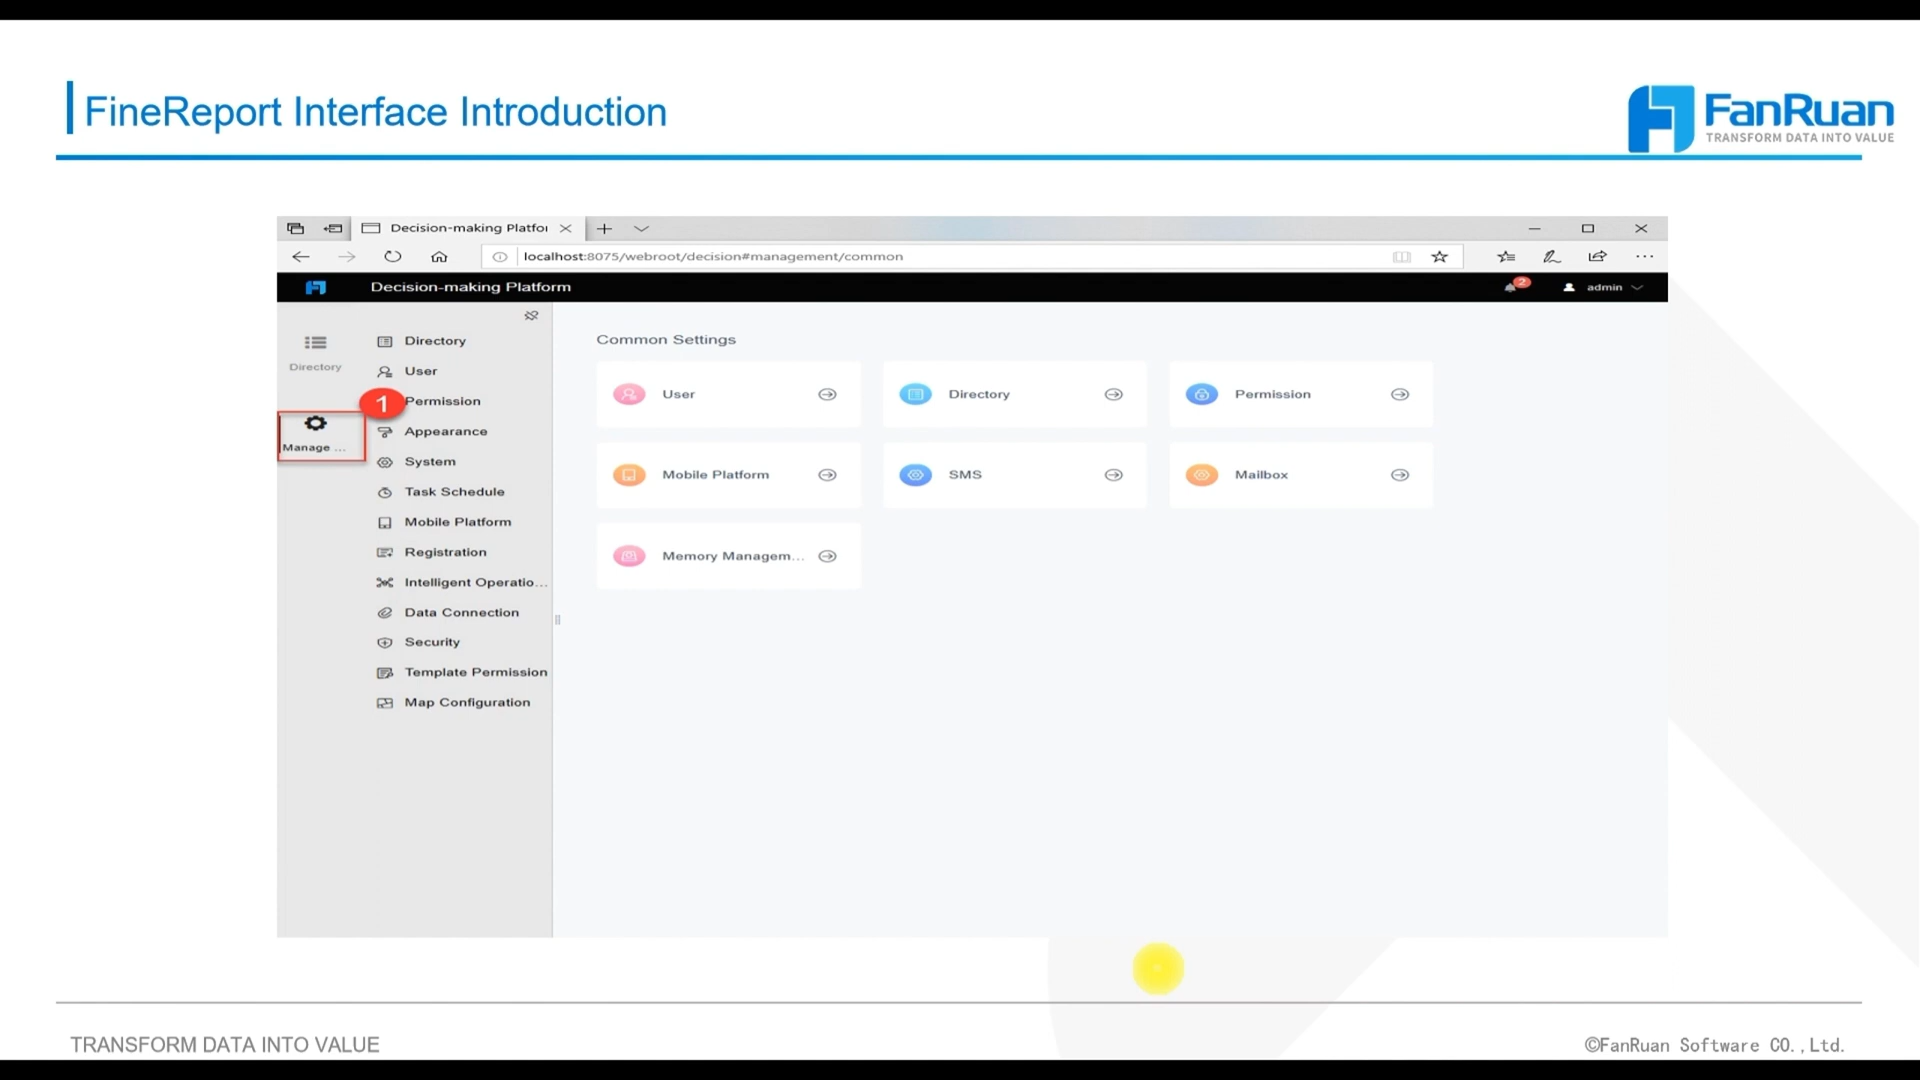 FineReport Interface Introduction
FanRuan
TRANSFORM DATA INTO VALUE
Decision-making Platfor
localhost:8075/webroot/decision#management/common
Decision-making Platform
2
admin
Directory
Manage ...
1
Directory
User
Permission
Appearance
System
Task Schedule
Mobile Platform
Registration
Intelligent Operatio...
Data Connection
Security
Template Permission
Map Configuration
Common Settings
User
Directory
Permission
Mobile Platform
SMS
Mailbox
Memory Managem...
TRANSFORM DATA INTO VALUE
©FanRuan Software CO.,Ltd.